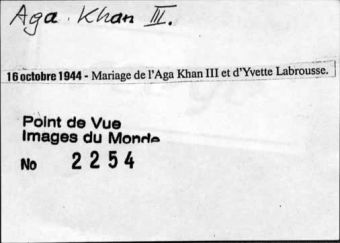 Aga Khan III.
16 octobre 1944 - Mariage de l'Aga Khan III et d'Yvette Labrousse.
Point de Vue
Images du Monde
No 2254